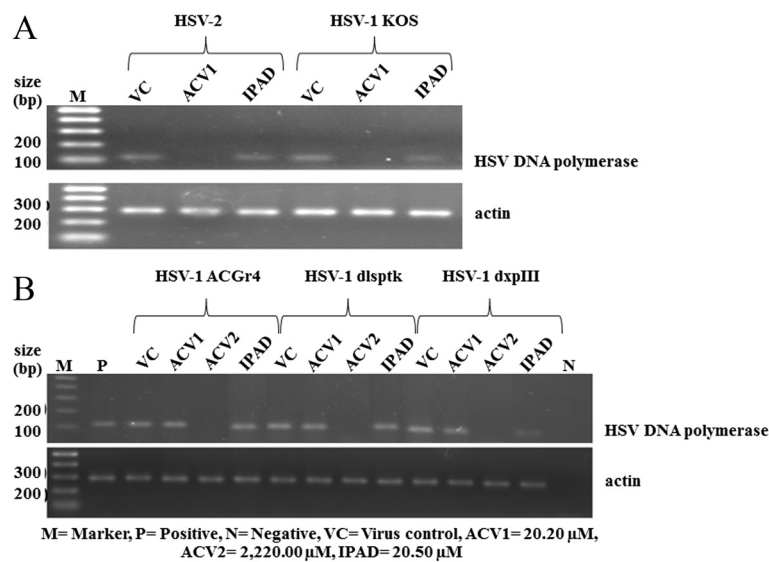 A
HSV-2
HSV-1 KOS
size
(bp)
M
VC
ACV1
IPAD
VC
ACV1
IPAD
200
100
HSV DNA polymerase
300
200
actin
B
HSV-1 ACGr4
HSV-1 dlsptk
HSV-1 dxpIII
size
(bp)
M
P
VC
ACV1
ACV2
IPAD
VC
ACV1
ACV2
IPAD
VC
ACV1
ACV2
IPAD
N
200
100
HSV DNA polymerase
300
200
actin
M= Marker, P= Positive, N= Negative, VC= Virus control, ACV1= 20.20 µM,
ACV2= 2,220.00 µM, IPAD= 20.50 µM